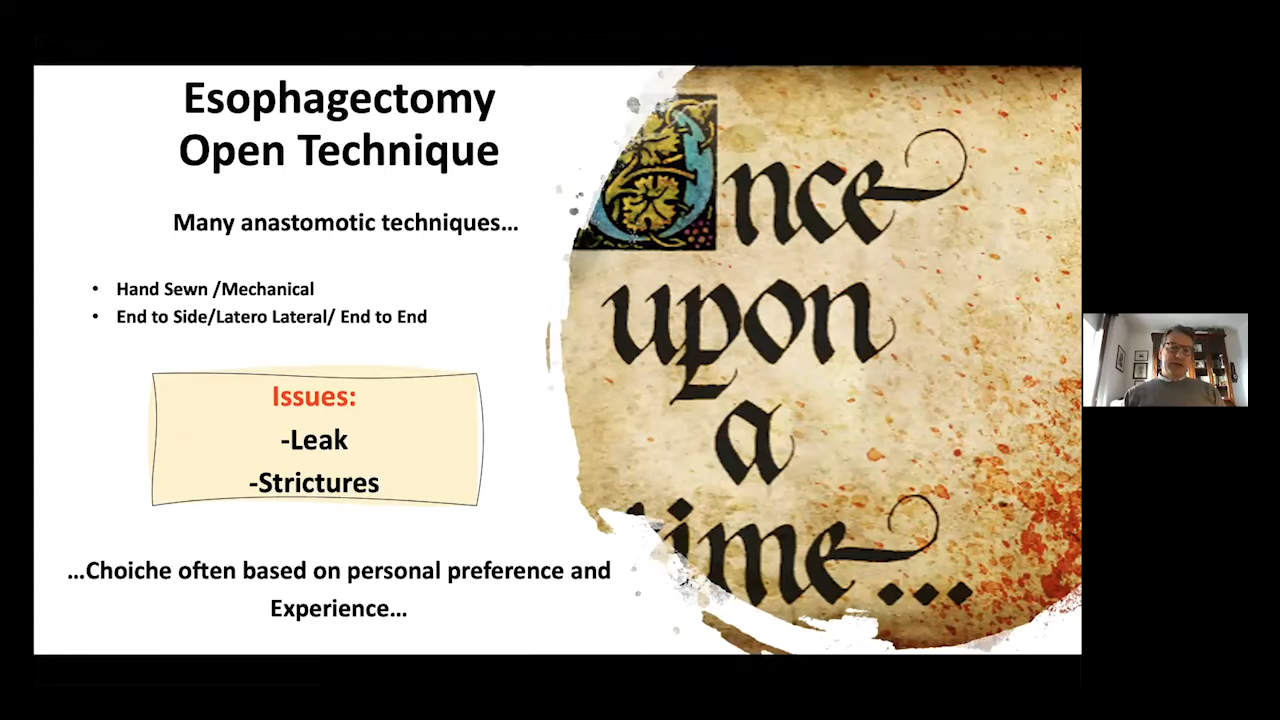 Esophagectomy
Open Technique
Many anastomotic techniques...
• Hand Sewn /Mechanical
• End to Side/Latero Lateral/ End to End
Issues:
-Leak
-Strictures
...Choiche often based on personal preference and
Experience...
Once
upon
a
time...